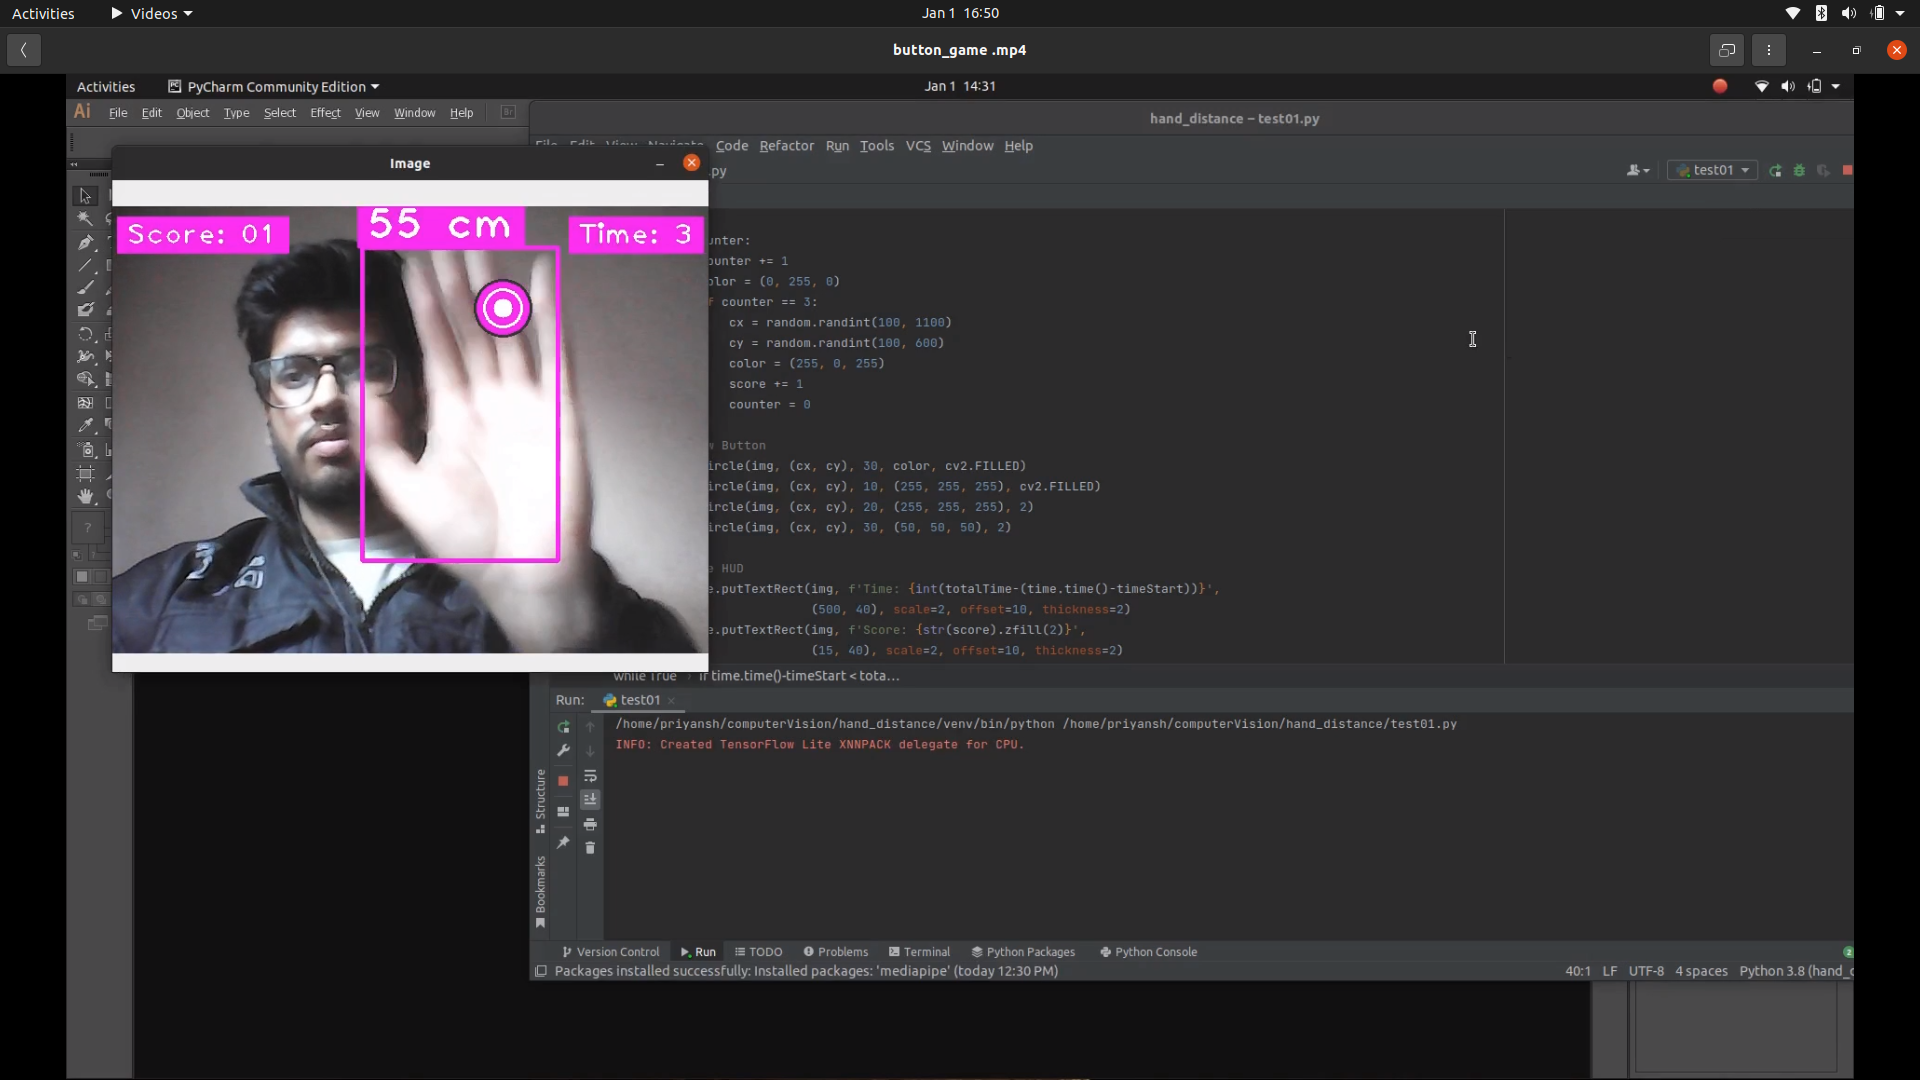 Activities Videos Jan 1 16:50
button_game .mp4
Activities PyCharm Community Edition Jan 1 14:31
Ai File Edit Object Type Select Effect View Window Help Br
hand_distance – test01.py
File Edit View Navigate Code Refactor Run Tools VCS Window Help
Image
.py
test01
Score: 01
55 cm
Time: 3
unter:
ounter += 1
olor = (0, 255, 0)
f counter == 3:
cx = random.randint(100, 1100)
cy = random.randint(100, 600)
color = (255, 0, 255)
score += 1
counter = 0
w Button
ircle(img, (cx, cy), 30, color, cv2.FILLED)
ircle(img, (cx, cy), 10, (255, 255, 255), cv2.FILLED)
ircle(img, (cx, cy), 20, (255, 255, 255), 2)
ircle(img, (cx, cy), 30, (50, 50, 50), 2)
e HUD
e.putTextRect(img, f'Time: {int(totalTime-(time.time()-timeStart))}',
(500, 40), scale=2, offset=10, thickness=2)
e.putTextRect(img, f'Score: {str(score).zfill(2)}',
(15, 40), scale=2, offset=10, thickness=2)
while True › if time.time()-timeStart < tota...
Run: test01
/home/priyansh/computerVision/hand_distance/venv/bin/python /home/priyansh/computerVision/hand_distance/test01.py
INFO: Created TensorFlow Lite XNNPACK delegate for CPU.
Structure
Bookmarks
Version Control Run TODO Problems Terminal Python Packages Python Console 2
Packages installed successfully: Installed packages: 'mediapipe' (today 12:30 PM) 40:1 LF UTF-8 4 spaces Python 3.8 (hand_